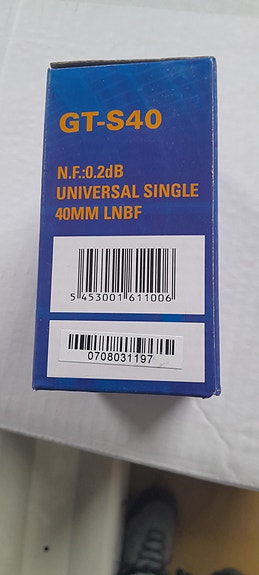 GT-S40
N.F.:0.2dB
UNIVERSAL SINGLE
40MM LNBF
5 453001 611006
0708031197